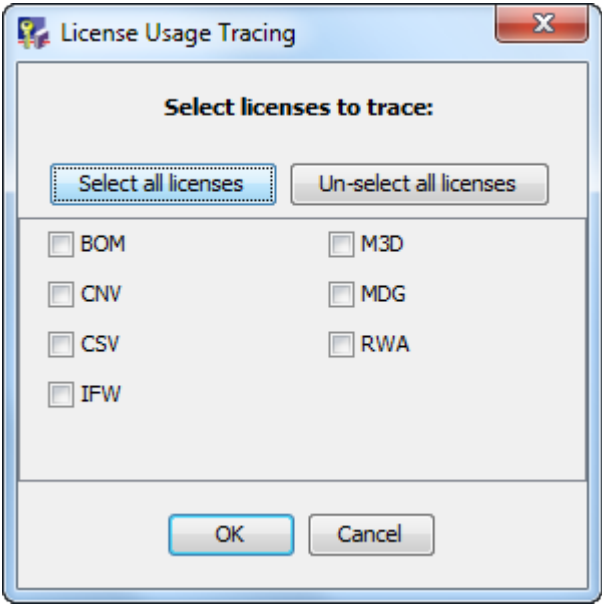 License Usage Tracing
Select licenses to trace:
Select all licenses Un-select all licenses
BOM M3D
CNV MDG
CSV RWA
IFW
OK Cancel